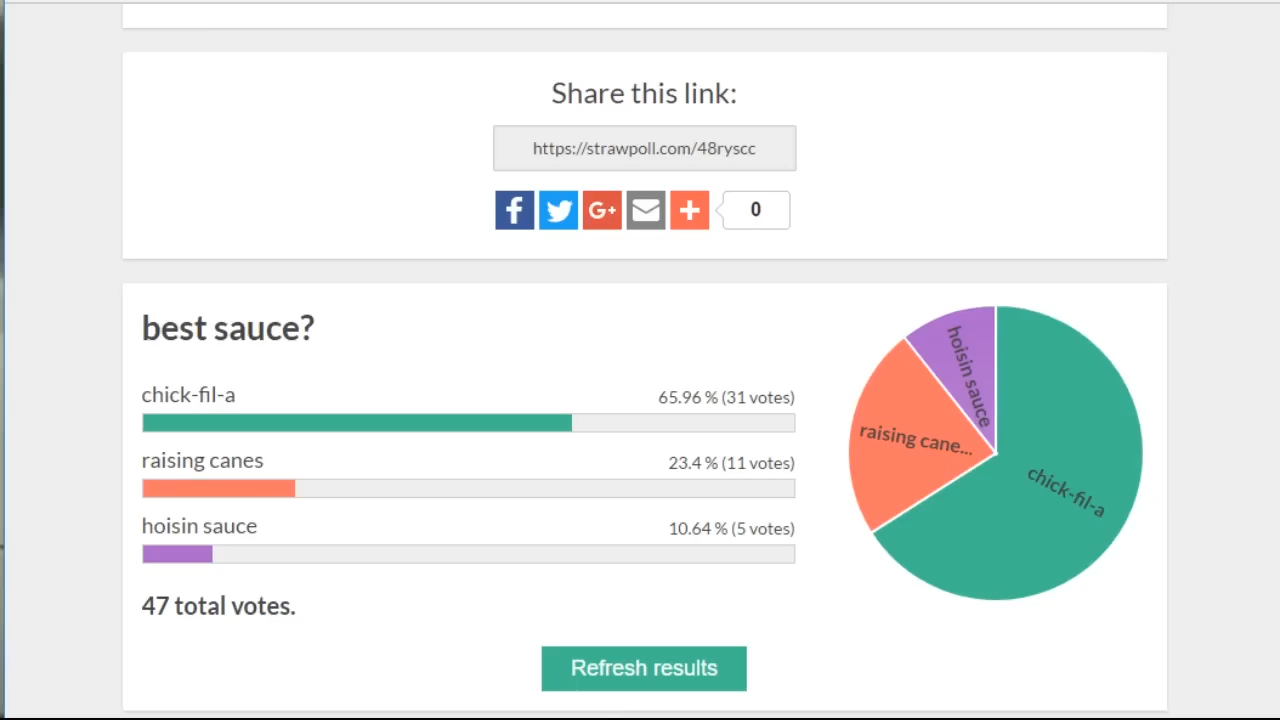 Share this link:
https://strawpoll.com/48ryscc
f G+ + 0
best sauce?
chick-fil-a 65.96 % (31 votes)
raising canes 23.4 % (11 votes)
hoisin sauce 10.64 % (5 votes)
47 total votes.
hoisin sauce
raising cane...
chick-fil-a
Refresh results